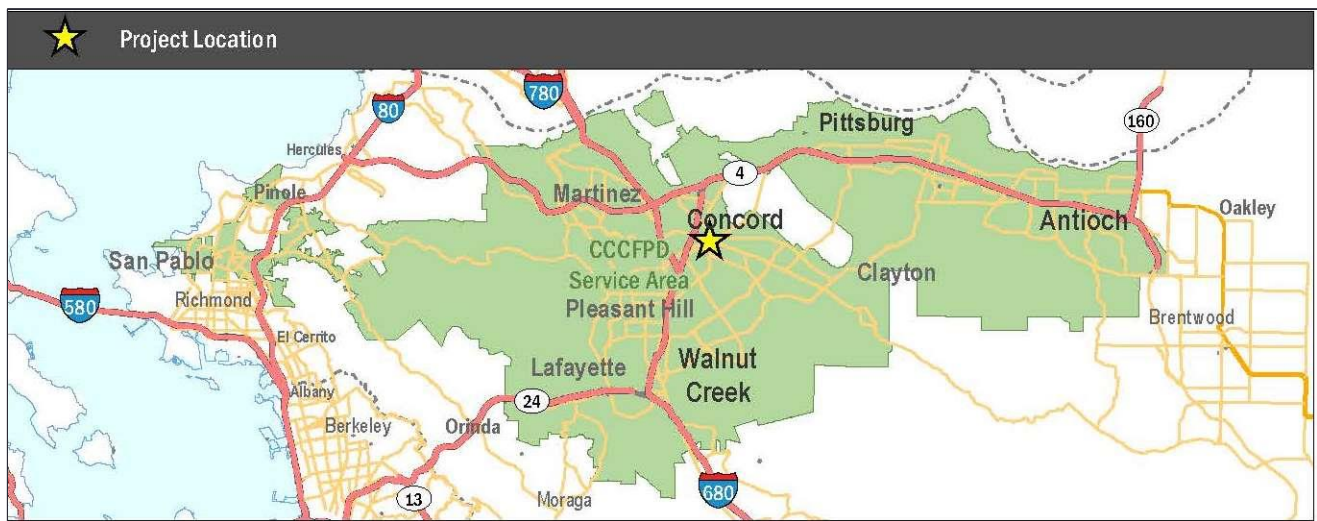 Project Location
780
80
160
Pittsburg
Hercules
4
Pinole
Martinez
Oakley
Concord
Antioch
CCCFPD
Service Area
San Pablo
Clayton
Richmond
580
Pleasant Hill
Brentwood
El Cerrito
Lafayette
Walnut
Creek
Albany
24
Berkeley
Orinda
680
13
Moraga